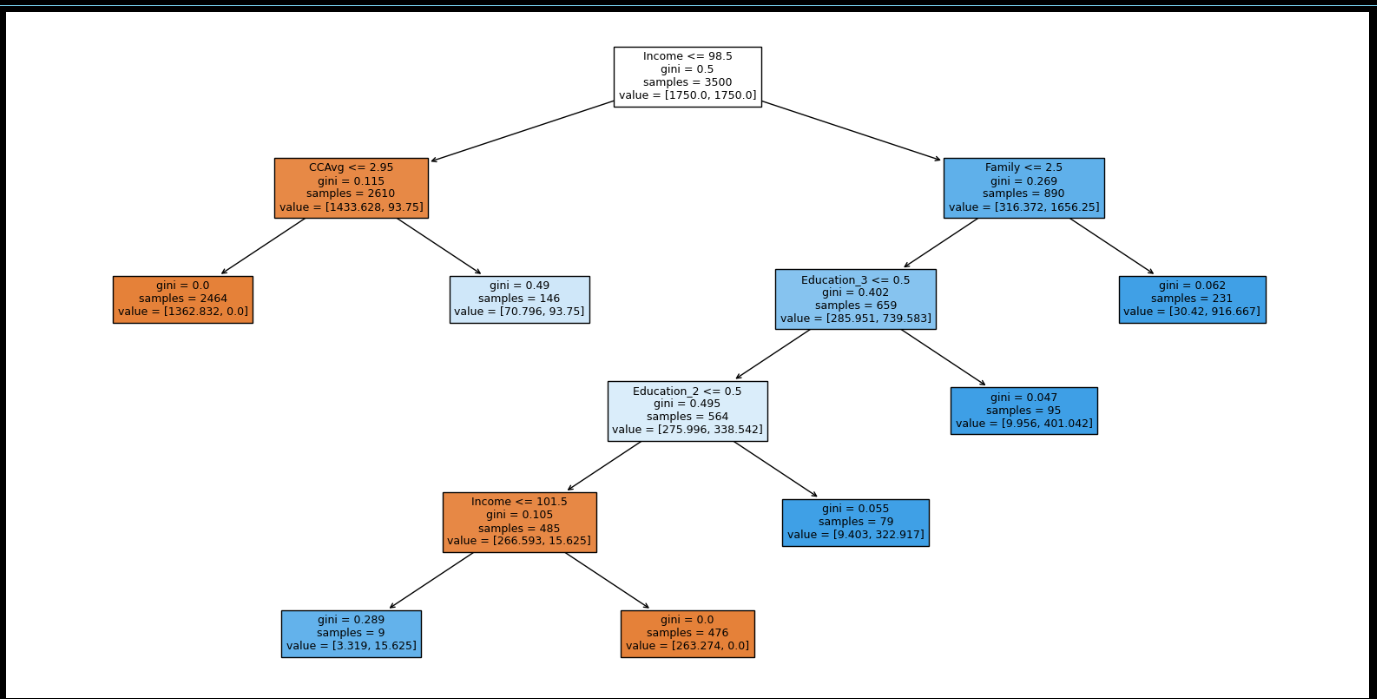 Income <= 98.5
gini = 0.5
samples = 3500
value = [1750.0, 1750.0]
CCAvg <= 2.95
gini = 0.115
samples = 2610
value = [1433.628, 93.75]
Family <= 2.5
gini = 0.269
samples = 890
value = [316.372, 1656.25]
gini = 0.0
samples = 2464
value = [1362.832, 0.0]
gini = 0.49
samples = 146
value = [70.796, 93.75]
Education_3 <= 0.5
gini = 0.402
samples = 659
value = [285.951, 739.583]
gini = 0.062
samples = 231
value = [30.42, 916.667]
Education_2 <= 0.5
gini = 0.495
samples = 564
value = [275.996, 338.542]
gini = 0.047
samples = 95
value = [9.956, 401.042]
Income <= 101.5
gini = 0.105
samples = 485
value = [266.593, 15.625]
gini = 0.055
samples = 79
value = [9.403, 322.917]
gini = 0.289
samples = 9
value = [3.319, 15.625]
gini = 0.0
samples = 476
value = [263.274, 0.0]